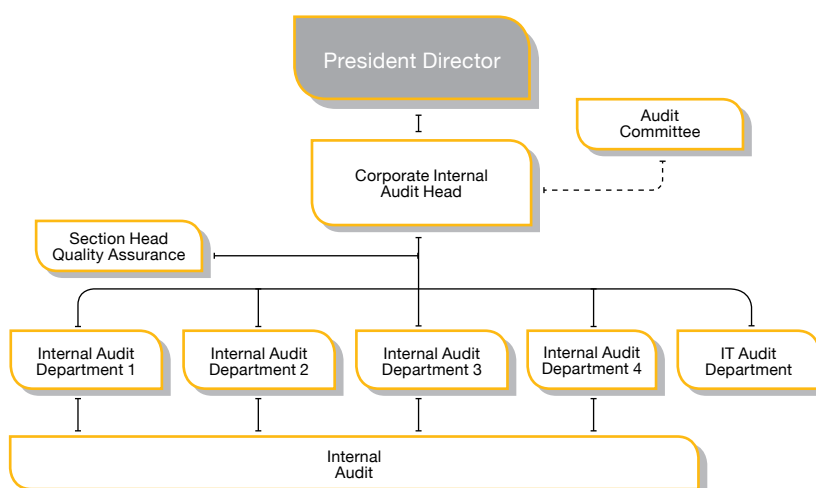 President Director
Audit
Committee
Corporate Internal
Audit Head
Section Head
Quality Assurance
Internal Audit
Department 1
Internal Audit
Department 2
Internal Audit
Department 3
Internal Audit
Department 4
IT Audit
Department
Internal
Audit